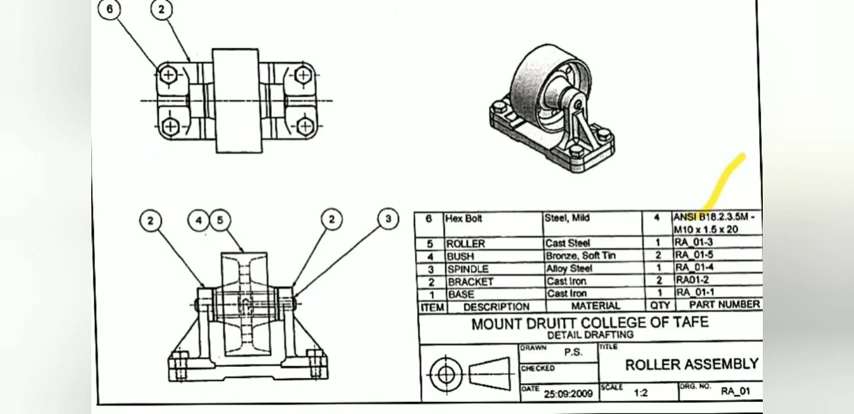 6
2
2
4
5
2
3
6 Hex Bolt Steel, Mild 4 ANSI B18.2.3.5M -
M10 x 1.5 x 20
5 ROLLER Cast Steel 1 RA_01-3
4 BUSH Bronze, Soft Tin 2 RA_01-5
3 SPINDLE Alloy Steel 1 RA_01-4
2 BRACKET Cast Iron 2 RA01-2
1 BASE Cast Iron 1 RA_01-1
ITEM DESCRIPTION MATERIAL QTY PART NUMBER
MOUNT DRUITT COLLEGE OF TAFE
DETAIL DRAFTING
DRAWN P.S.
TITLE
ROLLER ASSEMBLY
CHECKED
DATE 25:09:2009
SCALE 1:2
DRG. NO. RA_01